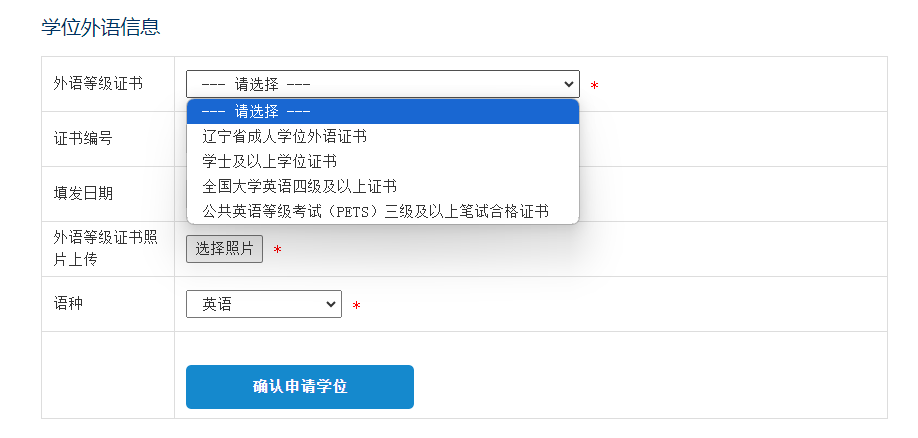 学位外语信息
外语等级证书
--- 请选择 ---
*
--- 请选择 ---
辽宁省成人学位外语证书
学士及以上学位证书
全国大学英语四级及以上证书
公共英语等级考试（PETS）三级及以上笔试合格证书
证书编号
填发日期
外语等级证书照
片上传
选择照片
*
语种
英语
*
确认申请学位